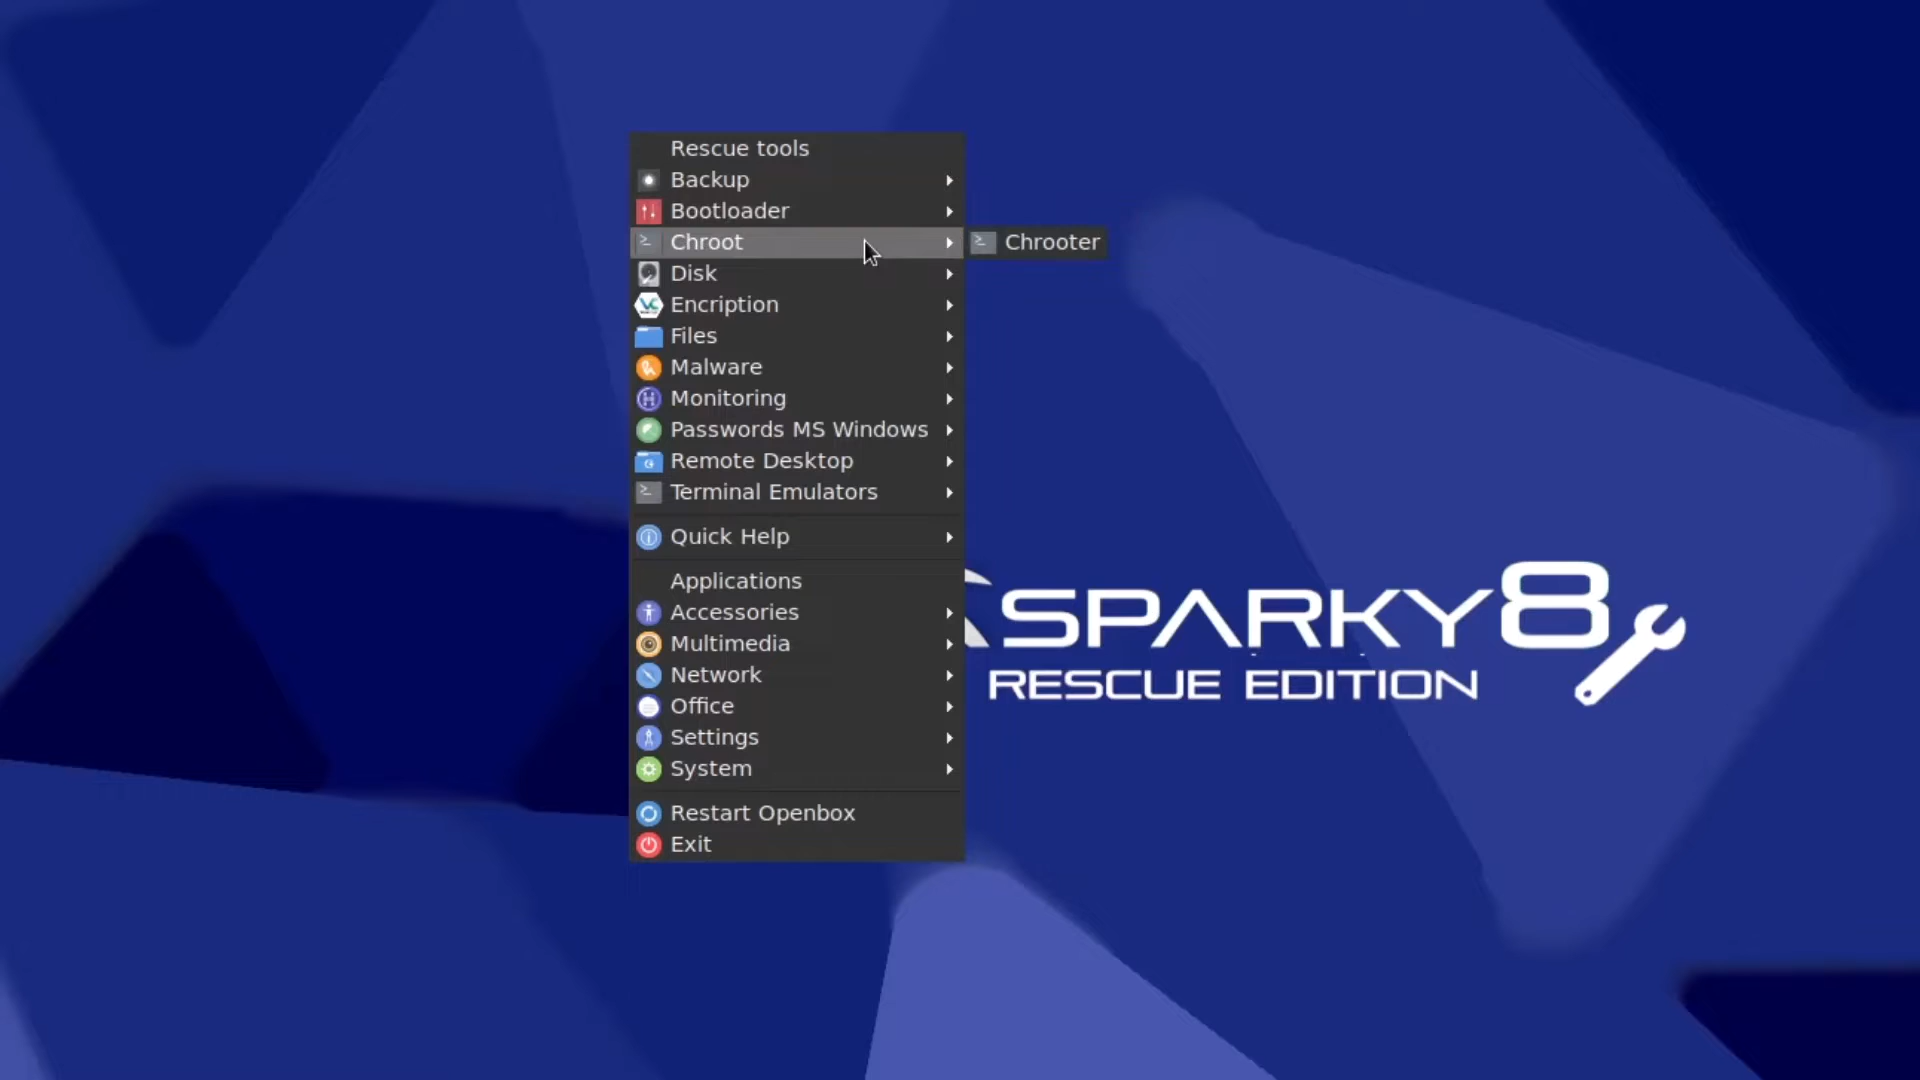 Rescue tools
Backup
Bootloader
Chroot
Chrooter
Disk
Encription
Files
Malware
Monitoring
Passwords MS Windows
Remote Desktop
Terminal Emulators
Quick Help
Applications
Accessories
Multimedia
Network
Office
Settings
System
Restart Openbox
Exit
SPARKY8
RESCUE EDITION